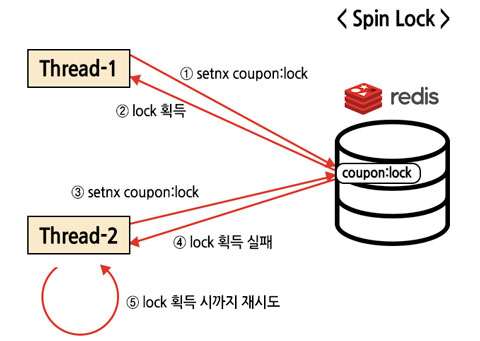 < Spin Lock >
Thread-1
① setnx coupon:lock
② lock 획득
redis
coupon:lock
③ setnx coupon:lock
Thread-2
④ lock 획득 실패
⑤ lock 획득 시까지 재시도